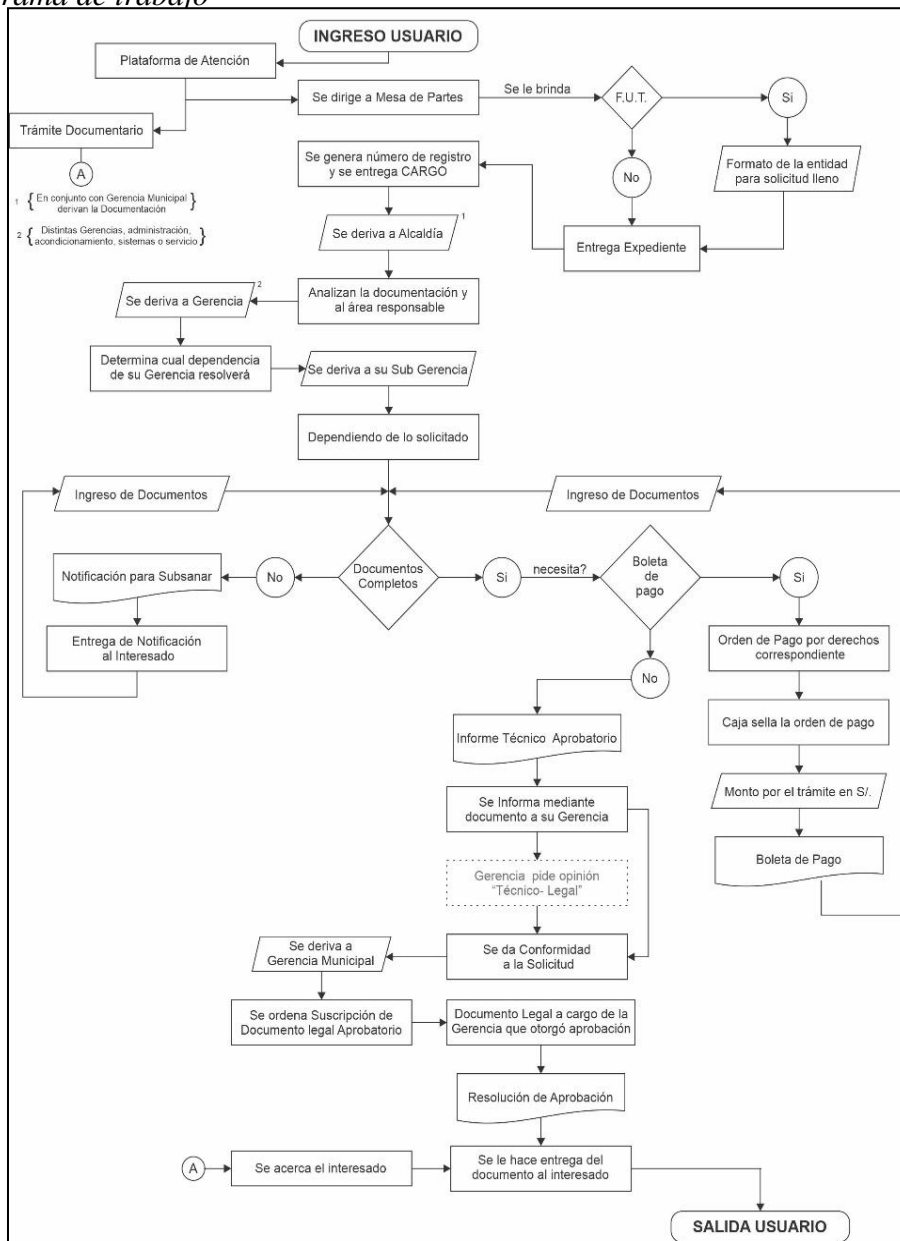 rama de trabajo
INGRESO USUARIO
Plataforma de Atención
Se dirige a Mesa de Partes
Se le brinda
F.U.T.
Si
Trámite Documentario
A
Se genera número de registro
y se entrega CARGO
No
Formato de la entidad
para solicitud lleno
1 { En conjunto con Gerencia Municipal
derivan la Documentación }
2 { Distintas Gerencias, administración,
acondicionamiento, sistemas o servicio }
Se deriva a Alcaldía 1
Entrega Expediente
Se deriva a Gerencia 2
Analizan la documentación y
al área responsable
Determina cual dependencia
de su Gerencia resolverá
Se deriva a su Sub Gerencia
Dependiendo de lo solicitado
Ingreso de Documentos
Ingreso de Documentos
Notificación para Subsanar
No
Documentos
Completos
Si
necesita?
Boleta
de
pago
Si
Entrega de Notificación
al Interesado
Orden de Pago por derechos
correspondiente
No
Informe Técnico Aprobatorio
Caja sella la orden de pago
Se Informa mediante
documento a su Gerencia
Monto por el trámite en S/.
Gerencia pide opinión
“Técnico- Legal”
Boleta de Pago
Se deriva a
Gerencia Municipal
Se da Conformidad
a la Solicitud
Se ordena Suscripción de
Documento legal Aprobatorio
Documento Legal a cargo de la
Gerencia que otorgó aprobación
Resolución de Aprobación
A
Se acerca el interesado
Se le hace entrega del
documento al interesado
SALIDA USUARIO